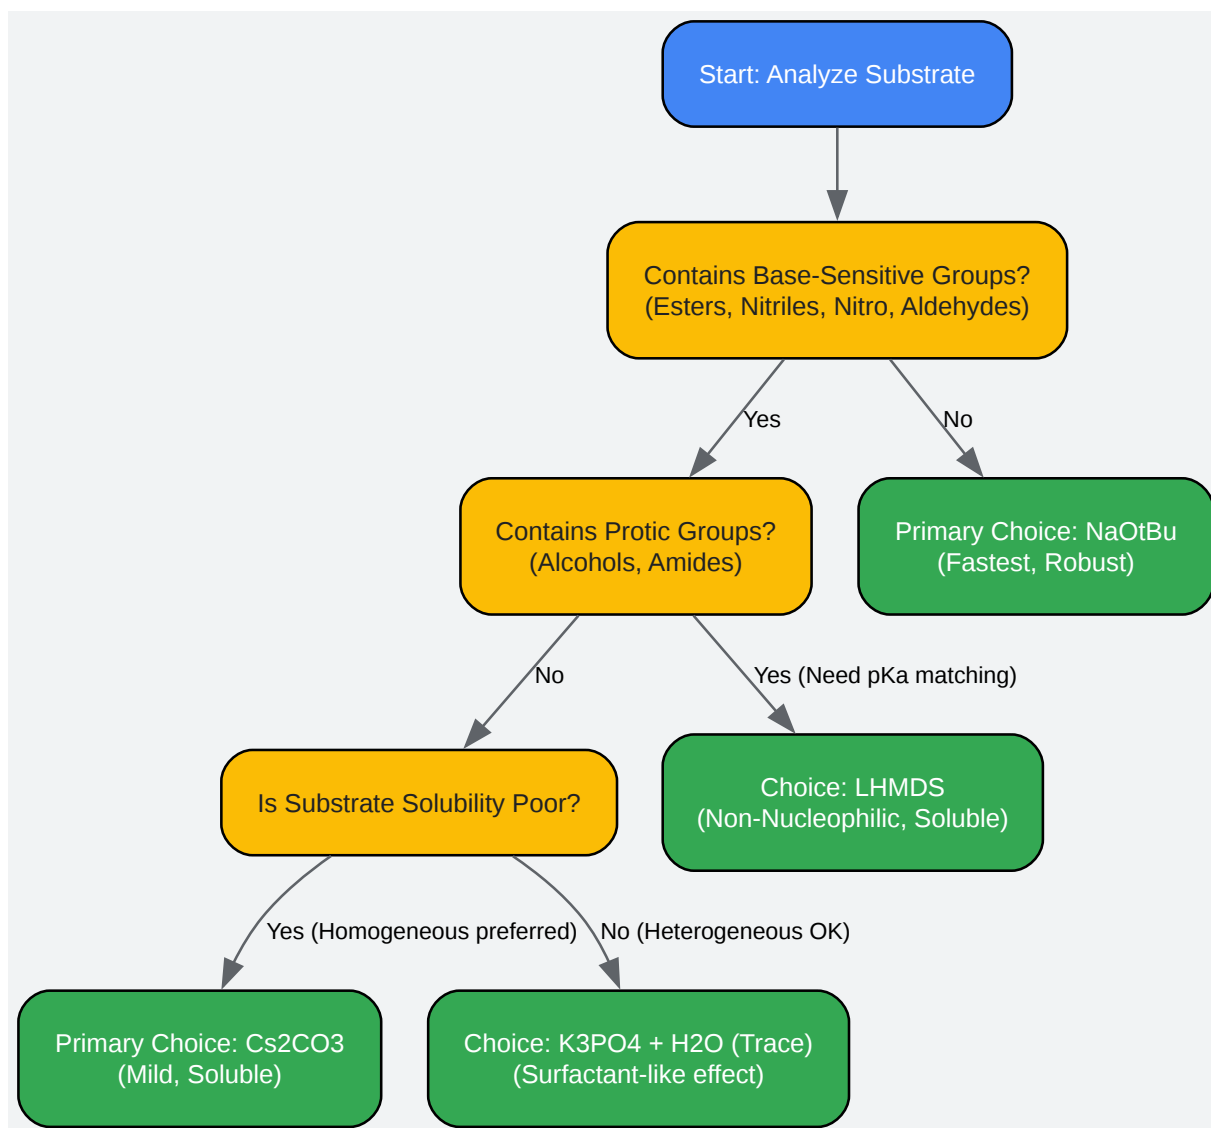 Start: Analyze Substrate
Contains Base-Sensitive Groups?
(Esters, Nitriles, Nitro, Aldehydes)
Yes
No
Contains Protic Groups?
(Alcohols, Amides)
Primary Choice: NaOtBu
(Fastest, Robust)
No
Yes (Need pKa matching)
Is Substrate Solubility Poor?
Choice: LHMDS
(Non-Nucleophilic, Soluble)
Yes (Homogeneous preferred)
No (Heterogeneous OK)
Primary Choice: Cs2CO3
(Mild, Soluble)
Choice: K3PO4 + H2O (Trace)
(Surfactant-like effect)